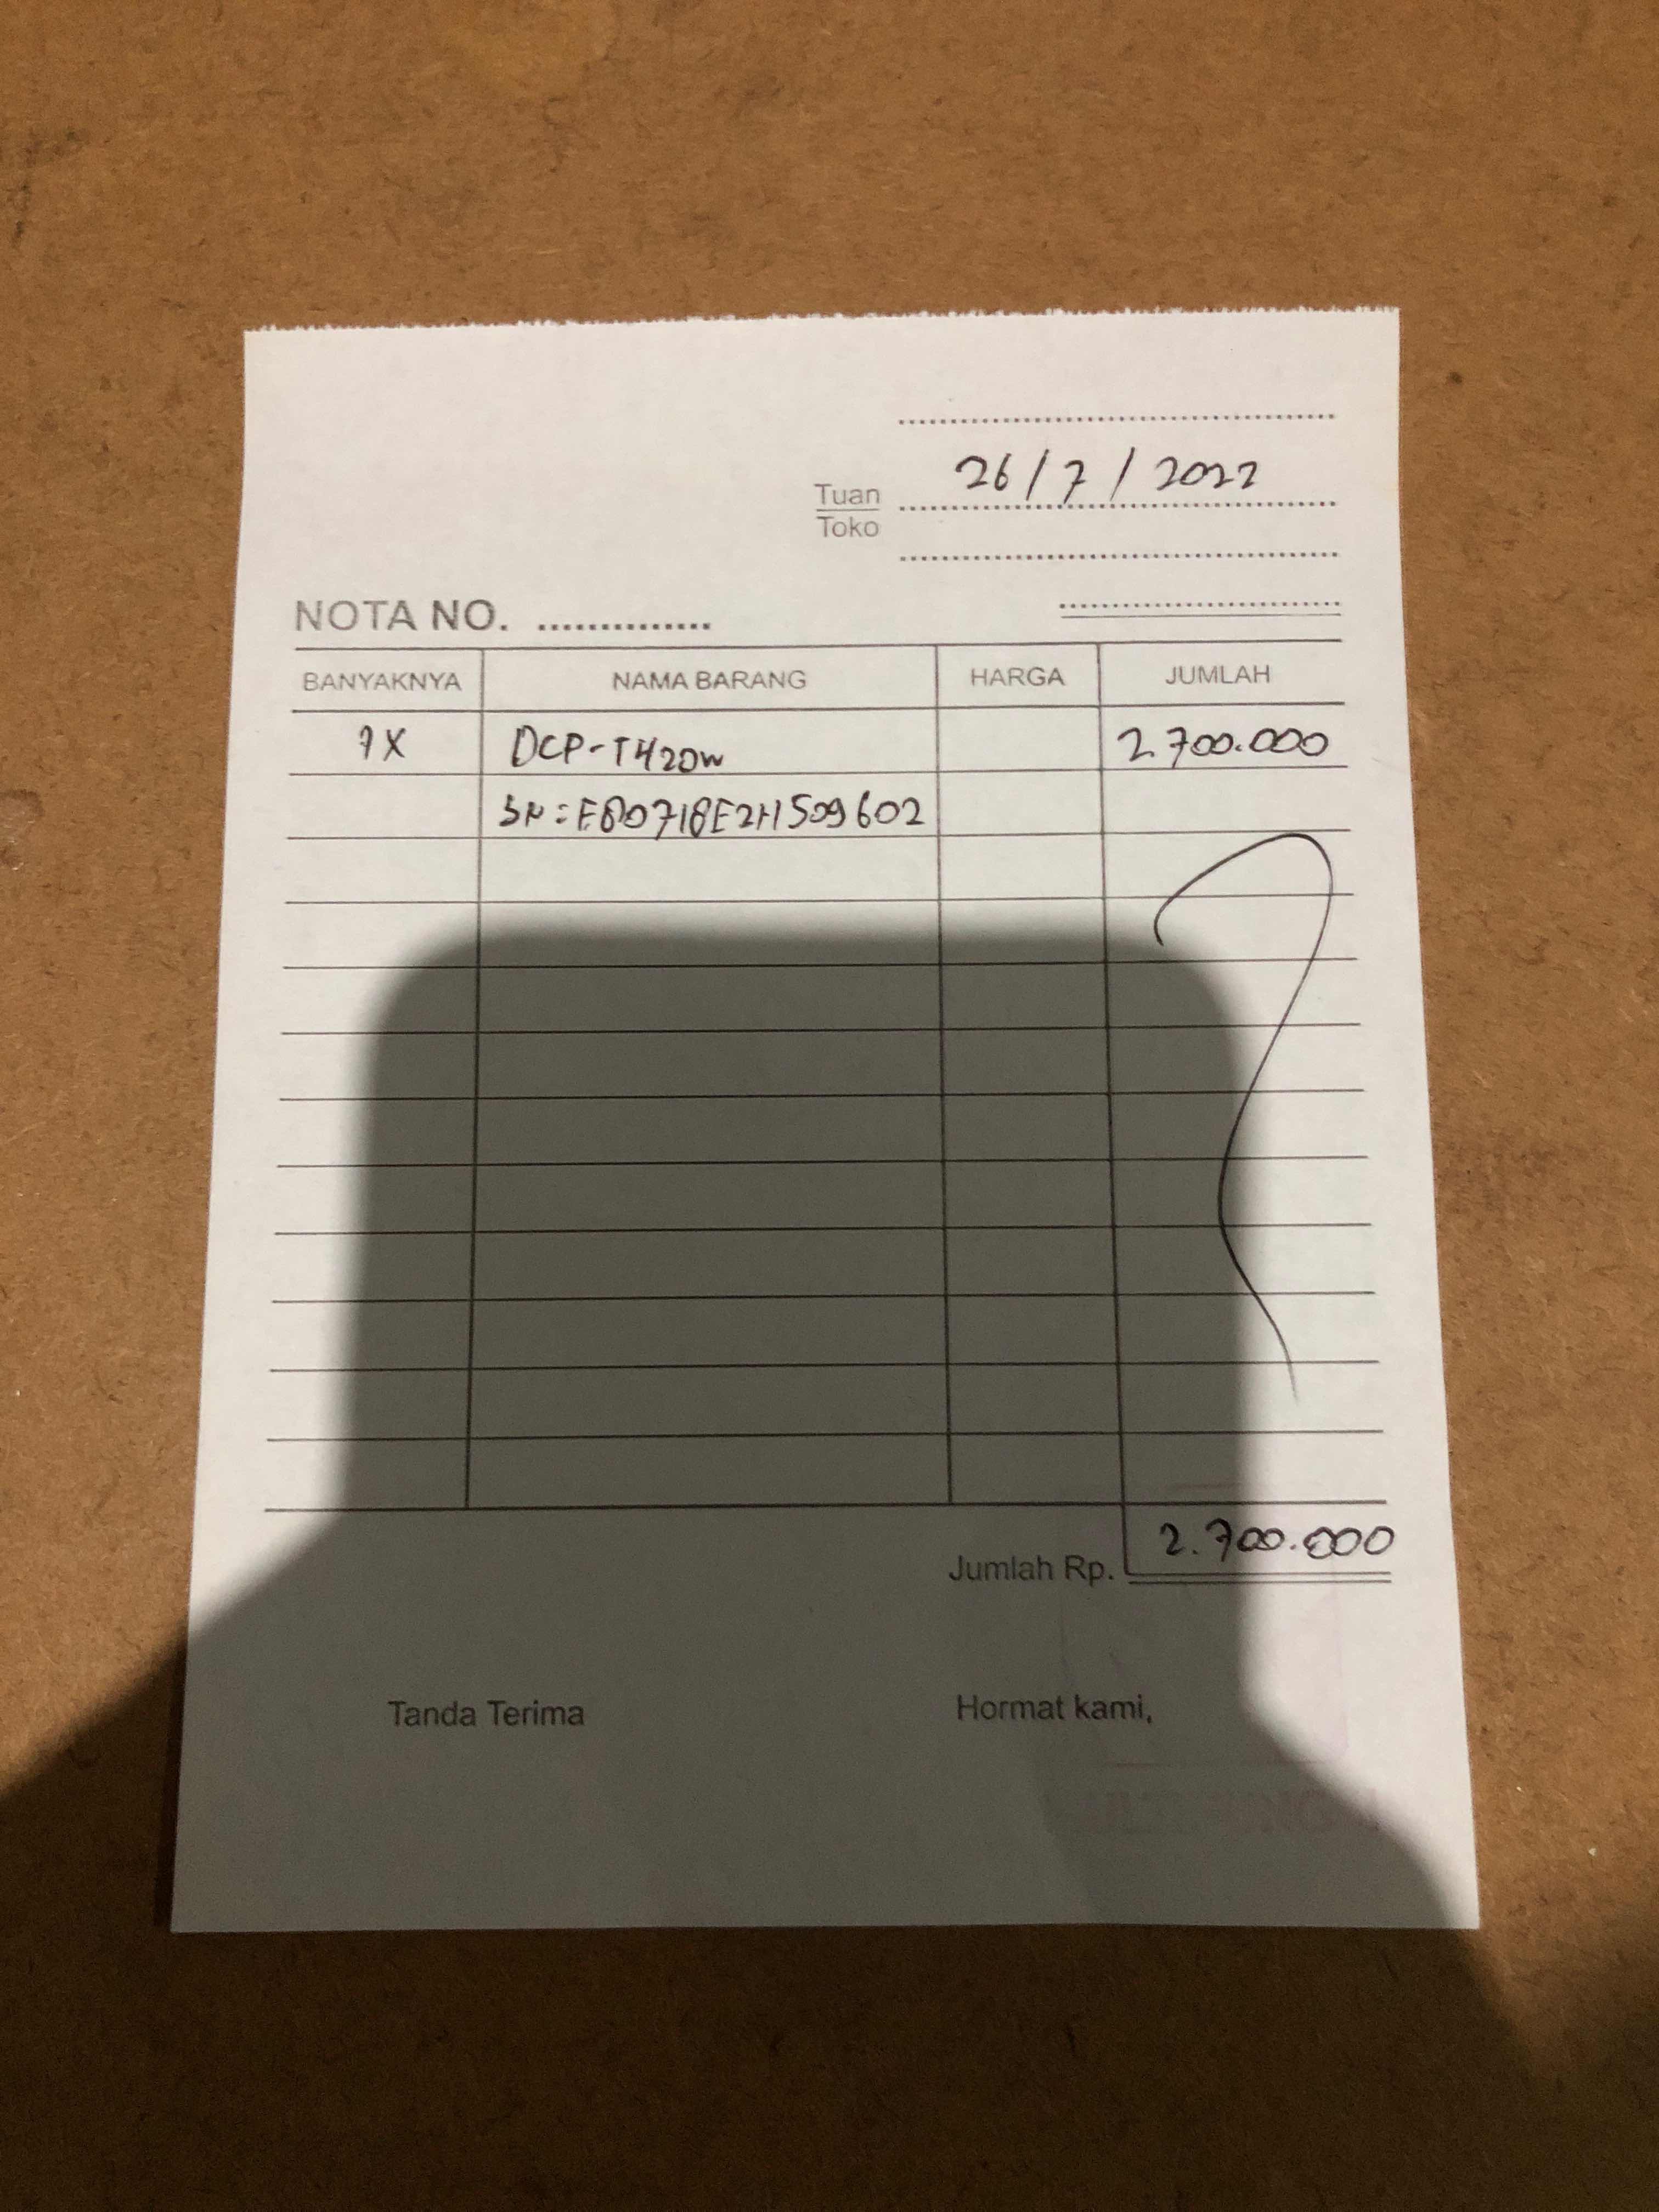 26/7/2022
Tuan
Toko
NOTA NO. ..............
BANYAKNYA NAMA BARANG HARGA JUMLAH
1X DCP-T420W 2.700.000
SN: E80718E2H509602
Jumlah Rp. 2.700.000
Tanda Terima Hormat kami,